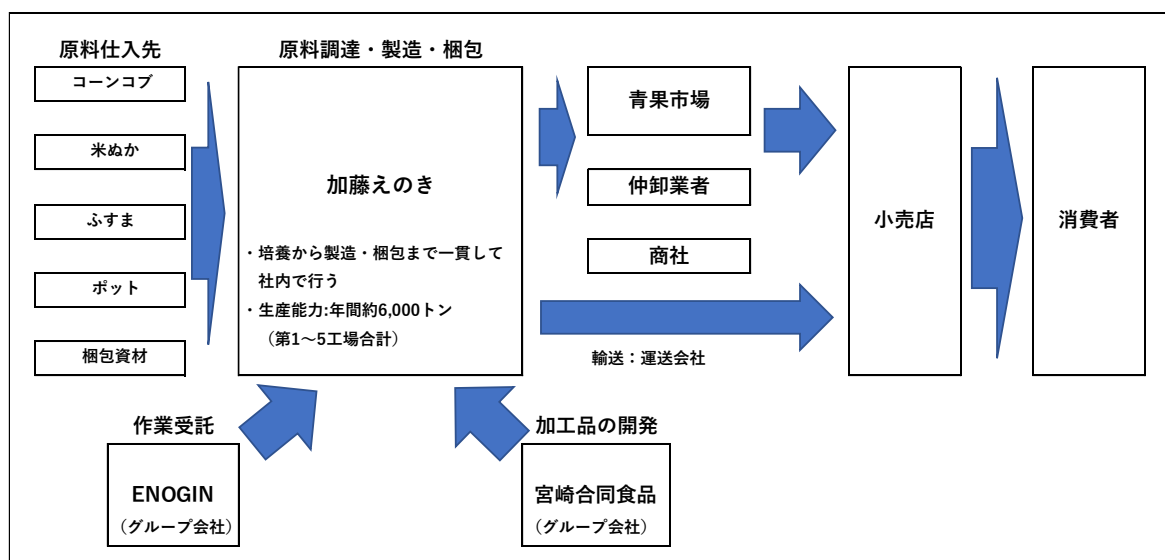 原料仕入先
コーンコブ
米ぬか
ふすま
ポット
梱包資材
原料調達・製造・梱包
加藤えのき
・培養から製造・梱包まで一貫して
社内で行う
・生産能力:年間約6,000トン
（第1～5工場合計）
青果市場
仲卸業者
商社
輸送：運送会社
小売店
消費者
作業受託
ENOGIN
（グループ会社）
加工品の開発
宮崎合同食品
（グループ会社）